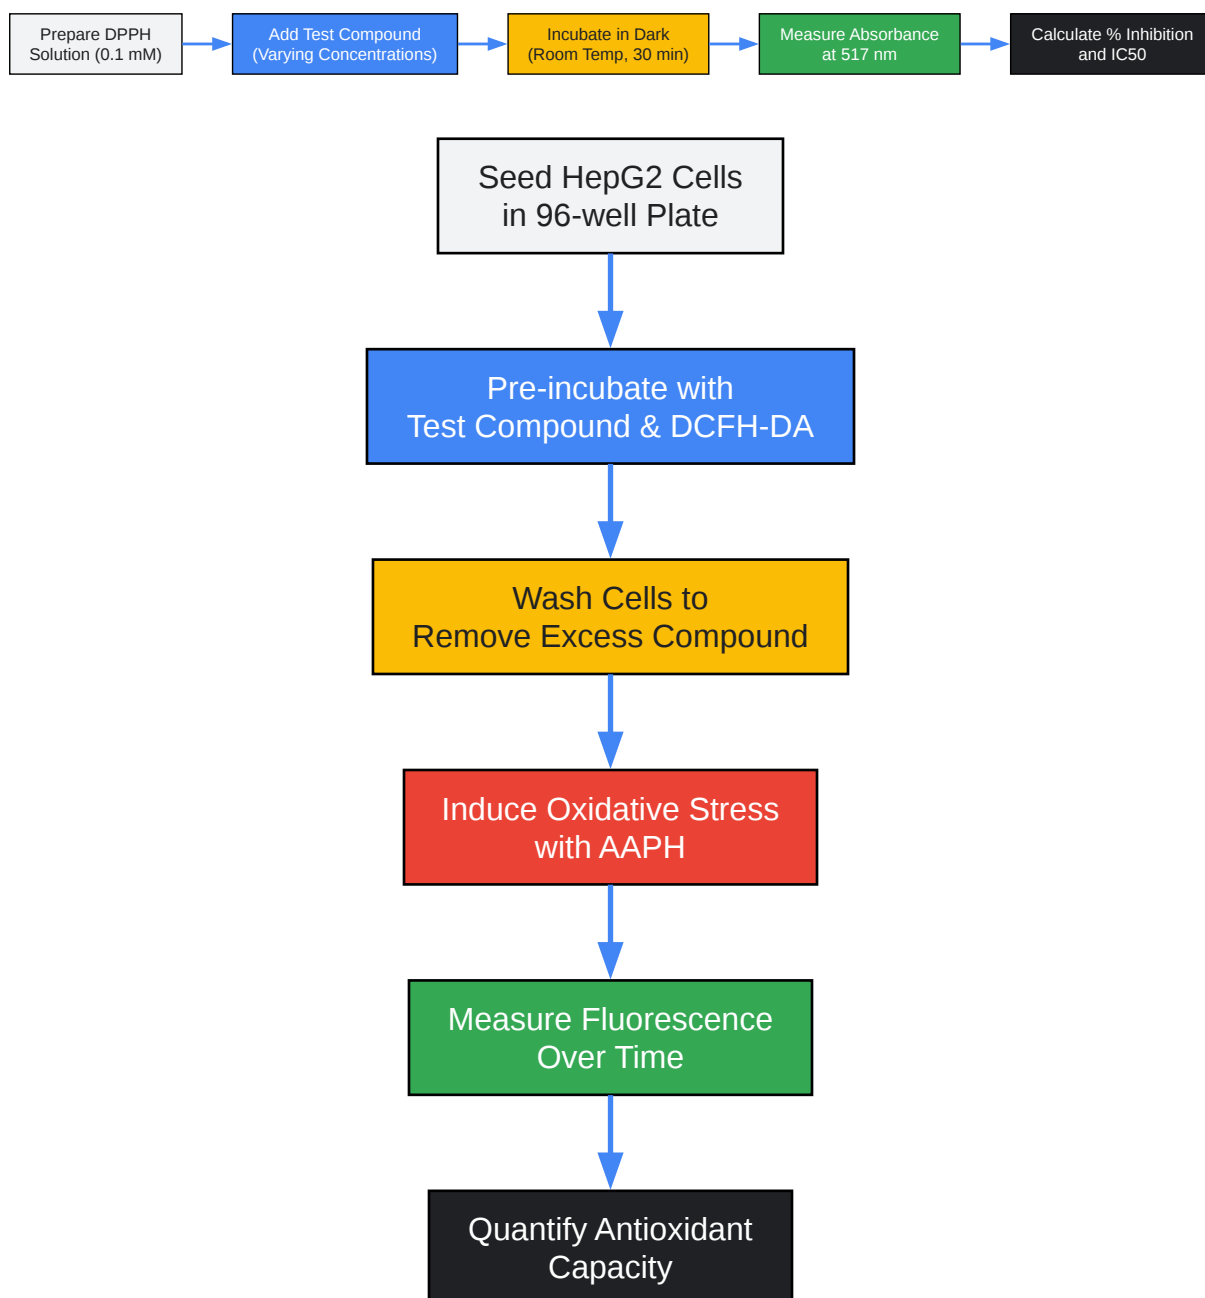 Prepare DPPH
Solution (0.1 mM)
Add Test Compound
(Varying Concentrations)
Incubate in Dark
(Room Temp, 30 min)
Measure Absorbance
at 517 nm
Calculate % Inhibition
and IC50
Seed HepG2 Cells
in 96-well Plate
Pre-incubate with
Test Compound & DCFH-DA
Wash Cells to
Remove Excess Compound
Induce Oxidative Stress
with AAPH
Measure Fluorescence
Over Time
Quantify Antioxidant
Capacity